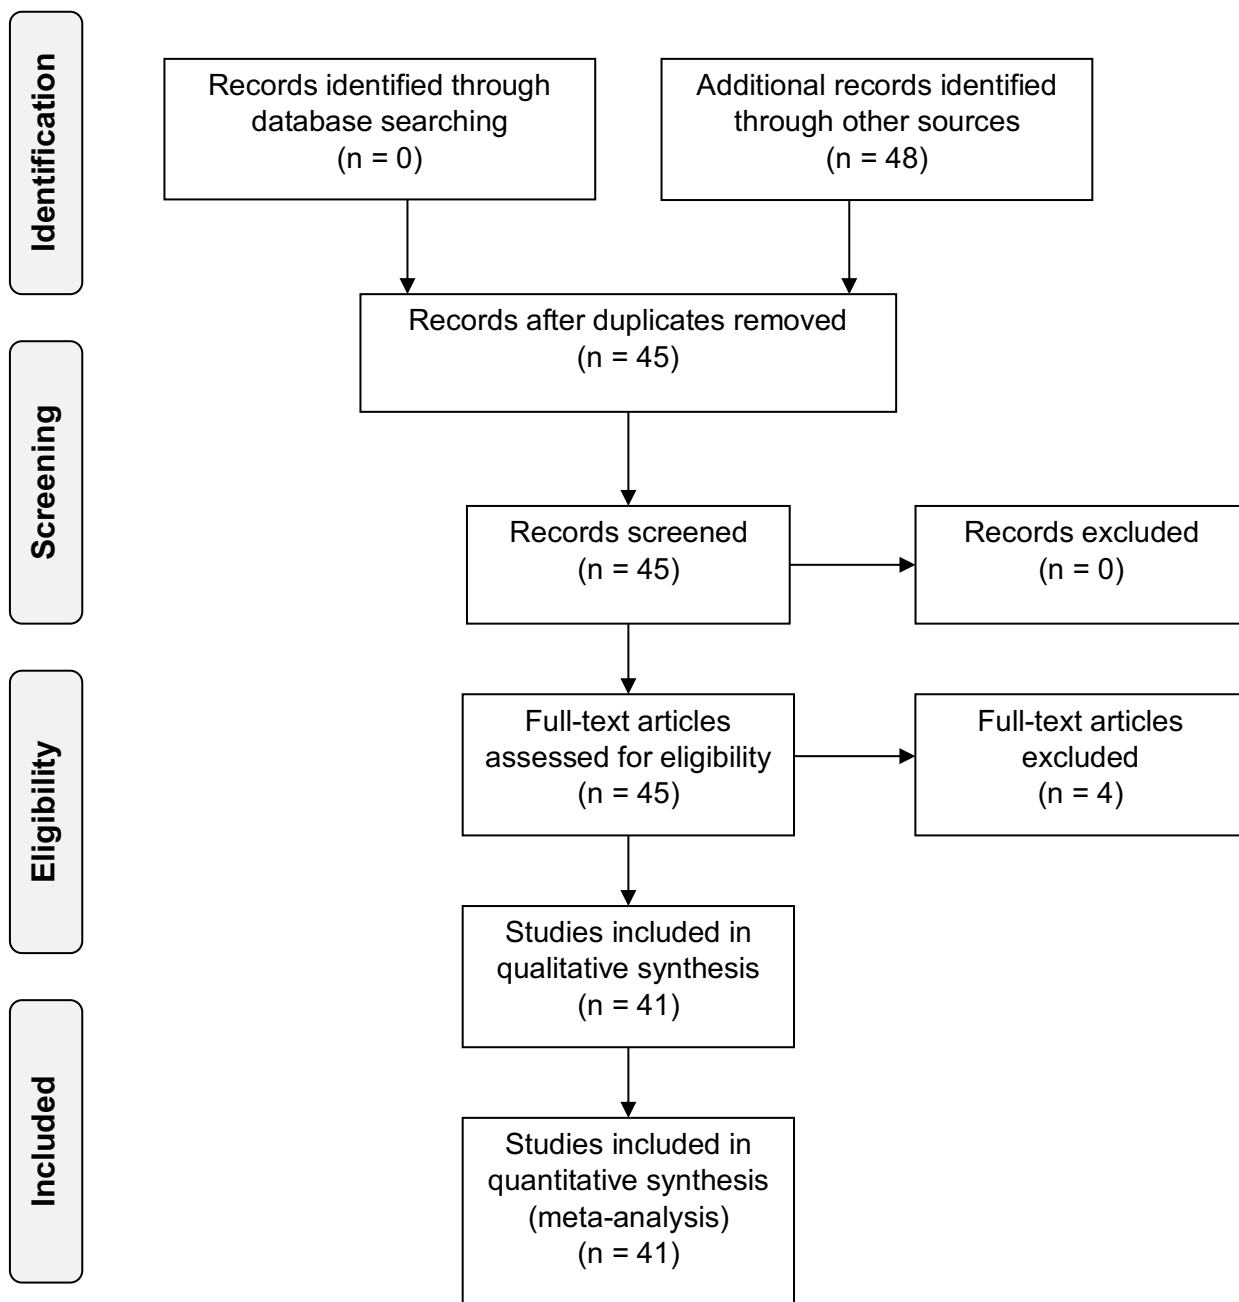 Identification
Records identified through
database searching
(n = 0)
Additional records identified
through other sources
(n = 48)
Records after duplicates removed
(n = 45)
Screening
Records screened
(n = 45)
Records excluded
(n = 0)
Eligibility
Full-text articles
assessed for eligibility
(n = 45)
Full-text articles
excluded
(n = 4)
Studies included in
qualitative synthesis
(n = 41)
Included
Studies included in
quantitative synthesis
(meta-analysis)
(n = 41)